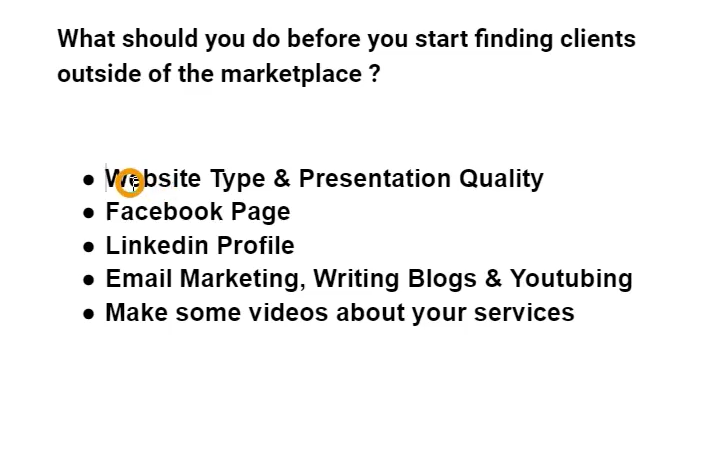 What should you do before you start finding clients
outside of the marketplace ?
● Website Type & Presentation Quality
● Facebook Page
● Linkedin Profile
● Email Marketing, Writing Blogs & Youtubing
● Make some videos about your services